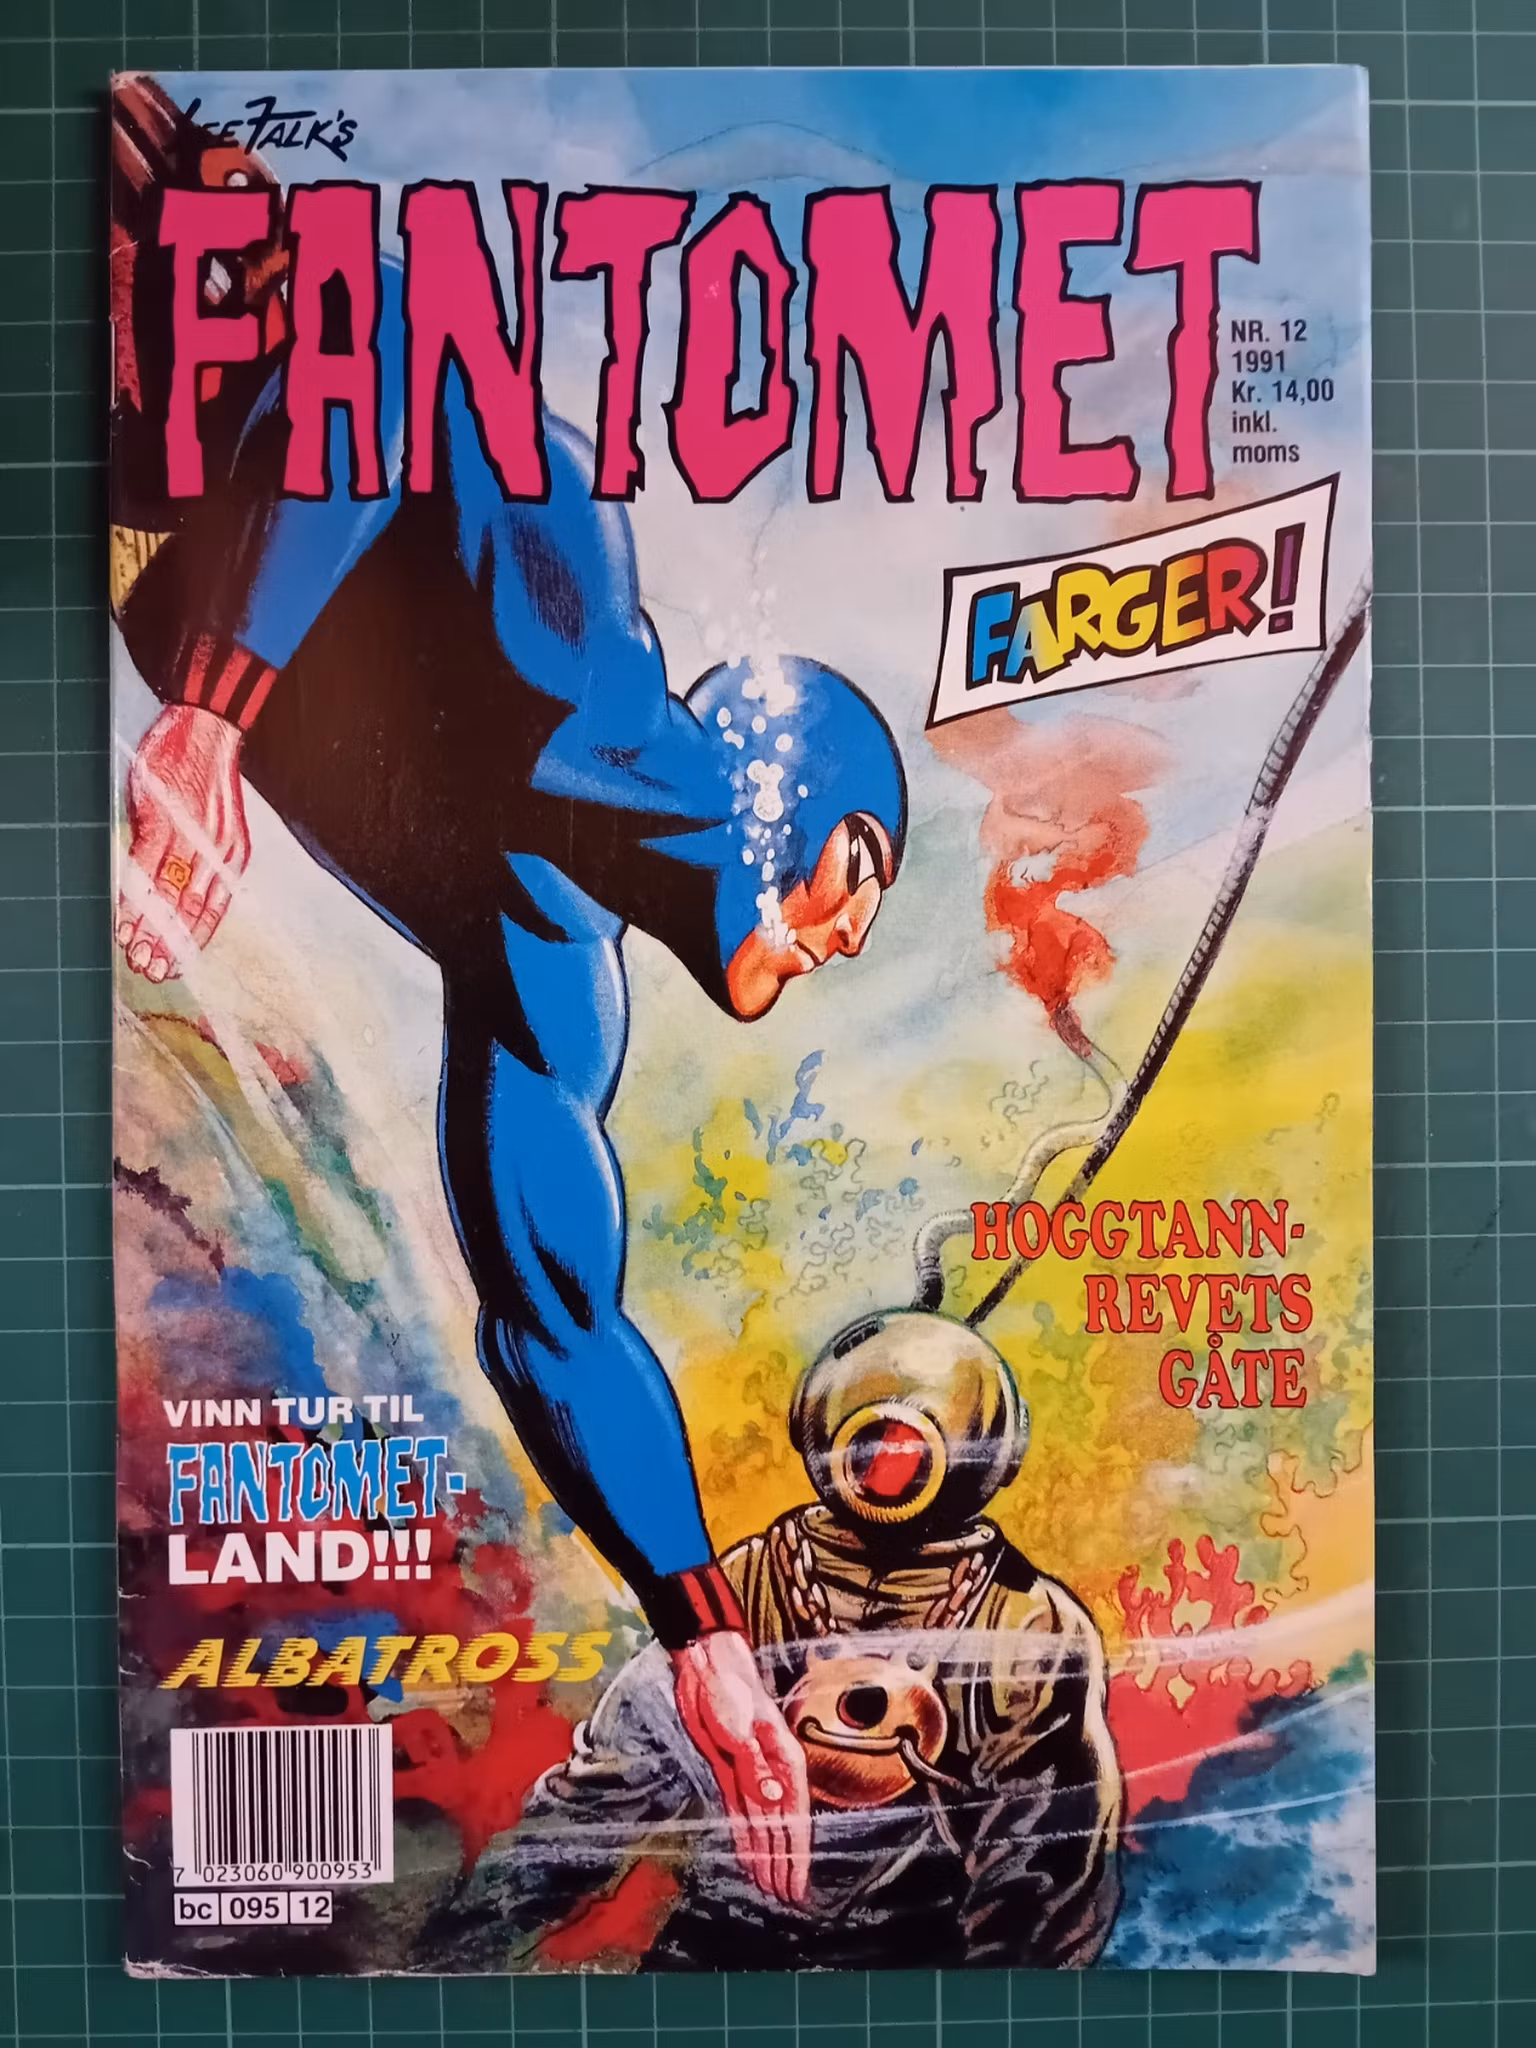 LEE FALK'S
FANTOMET
NR. 12
1991
Kr. 14,00
inkl.
moms
FARGER!
HOGGTANN-
REVETS
GÅTE
VINN TUR TIL
FANTOMET-
LAND!!!
ALBATROSS
7 023060 900953
bc 095 12